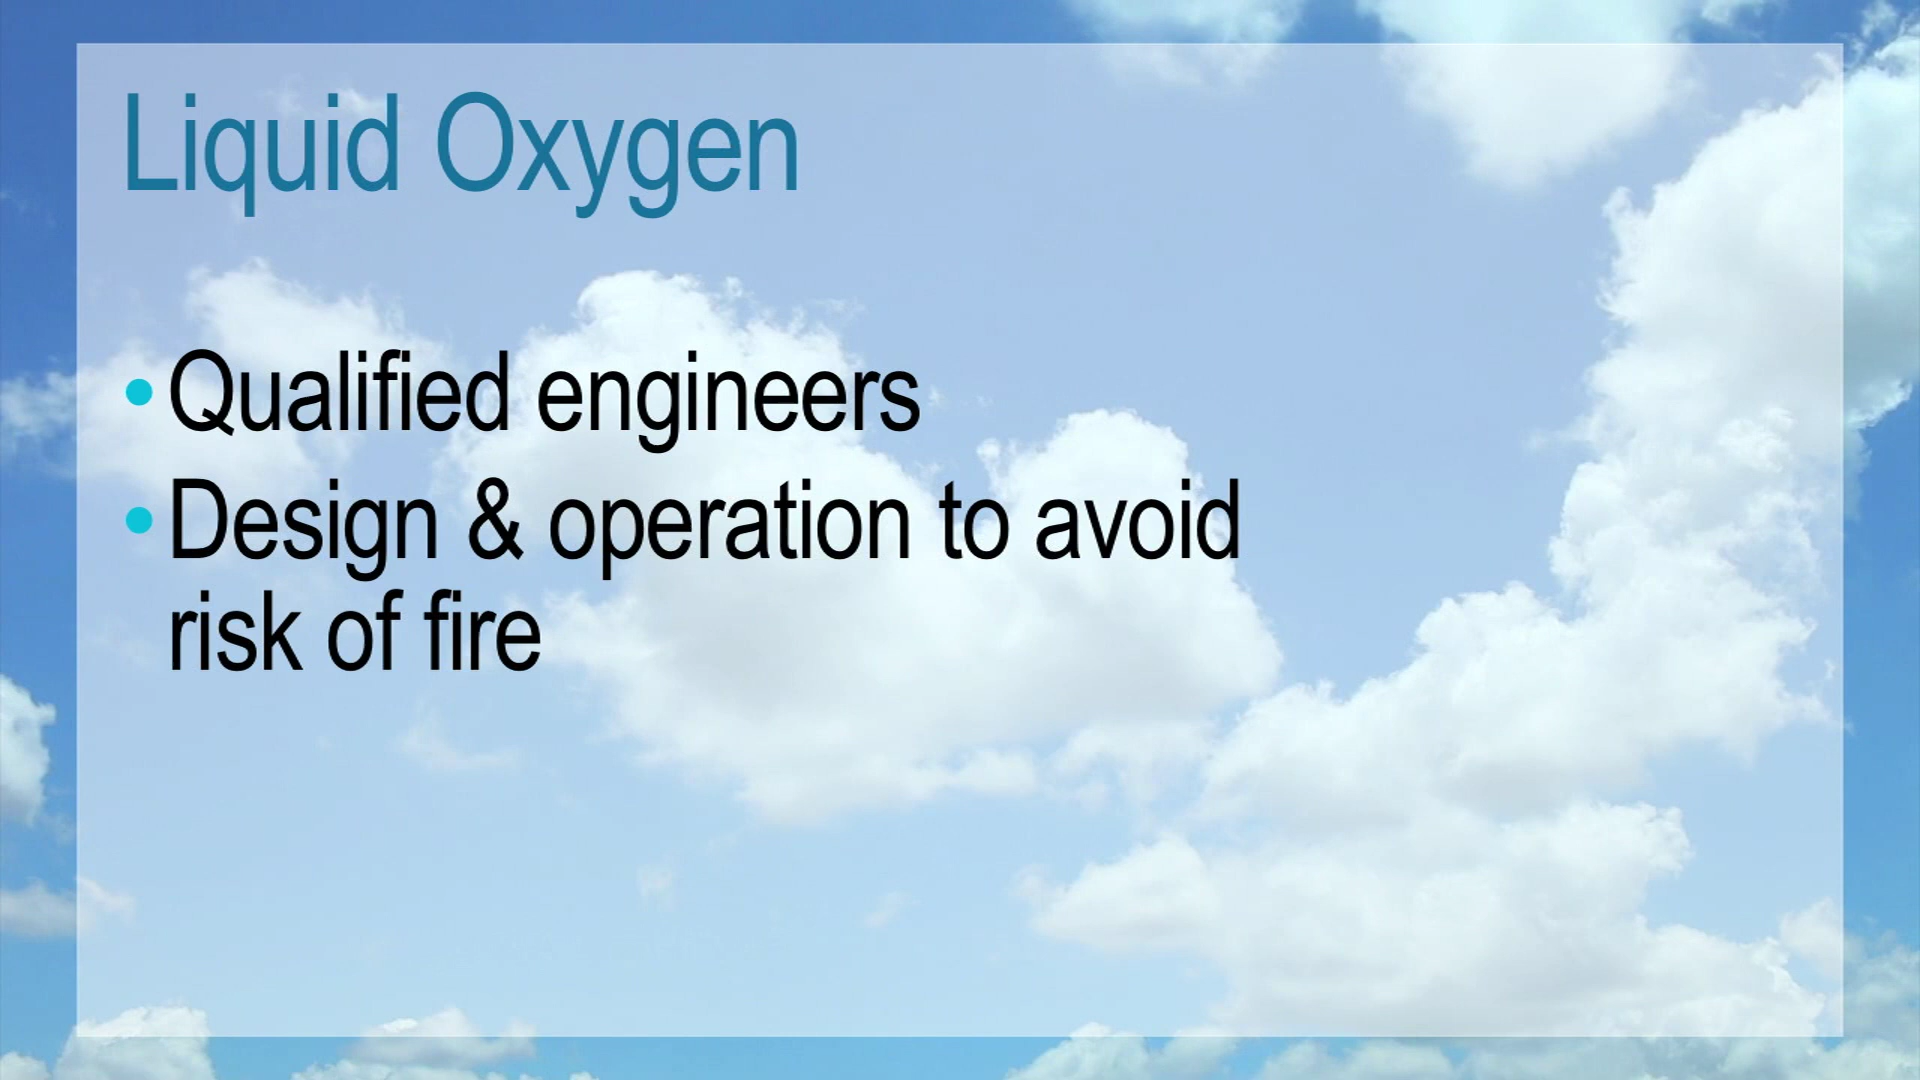 Liquid Oxygen
• Qualified engineers
• Design & operation to avoid
risk of fire